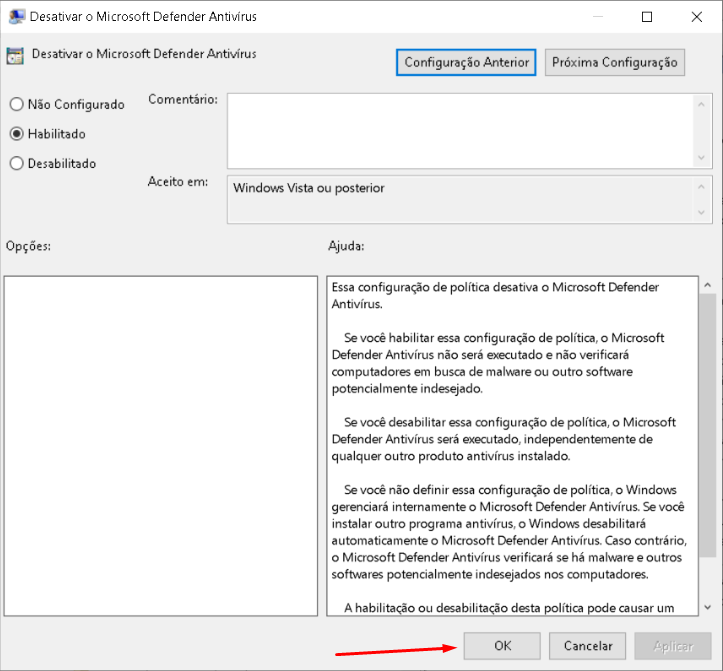 Desativar o Microsoft Defender Antivírus
Desativar o Microsoft Defender Antivírus
Configuração Anterior
Próxima Configuração
Não Configurado
Habilitado
Desabilitado
Comentário:
Aceito em:
Windows Vista ou posterior
Opções:
Ajuda:
Essa configuração de política desativa o Microsoft Defender
Antivírus.
Se você habilitar essa configuração de política, o Microsoft
Defender Antivírus não será executado e não verificará
computadores em busca de malware ou outro software
potencialmente indesejado.
Se você desabilitar essa configuração de política, o Microsoft
Defender Antivírus será executado, independentemente de
qualquer outro produto antivírus instalado.
Se você não definir essa configuração de política, o Windows
gerenciará internamente o Microsoft Defender Antivírus. Se você
instalar outro programa antivírus, o Windows desabilitará
automaticamente o Microsoft Defender Antivírus. Caso contrário,
o Microsoft Defender Antivírus verificará se há malware e outros
softwares potencialmente indesejados nos computadores.
A habilitação ou desabilitação desta política pode causar um
OK
Cancelar
Aplicar